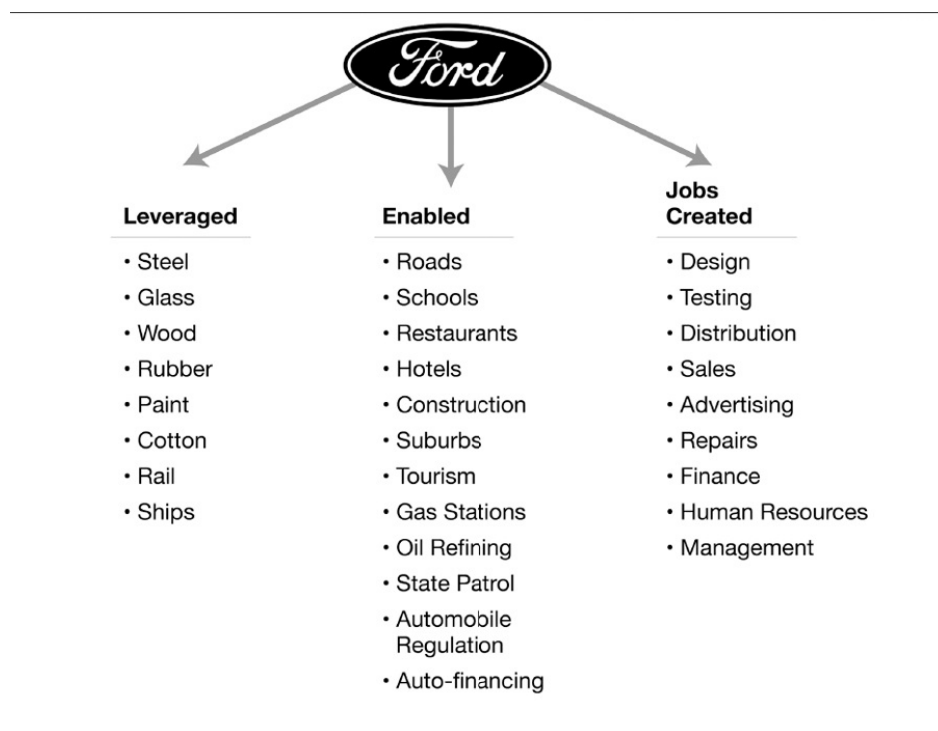 Ford
Leveraged
• Steel
• Glass
• Wood
• Rubber
• Paint
• Cotton
• Rail
• Ships
Enabled
• Roads
• Schools
• Restaurants
• Hotels
• Construction
• Suburbs
• Tourism
• Gas Stations
• Oil Refining
• State Patrol
• Automobile
Regulation
• Auto-financing
Jobs
Created
• Design
• Testing
• Distribution
• Sales
• Advertising
• Repairs
• Finance
• Human Resources
• Management